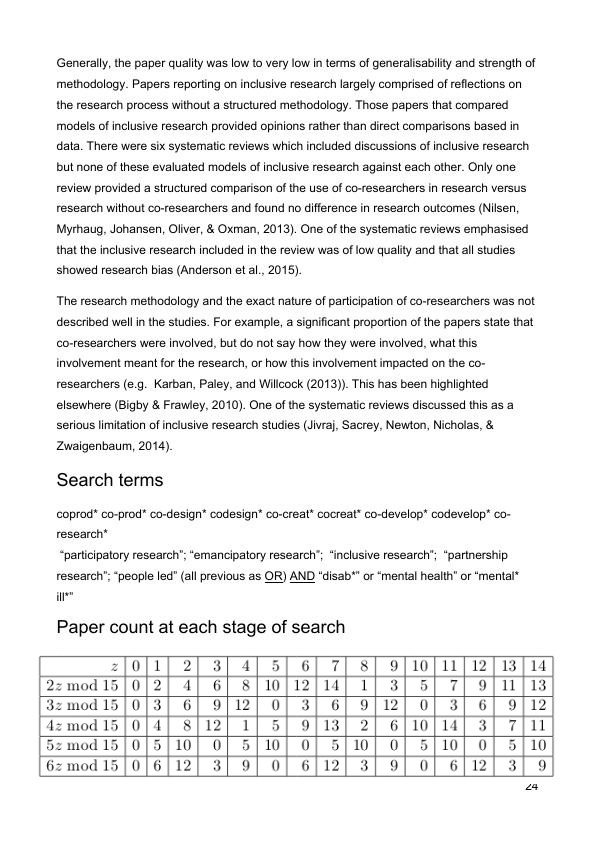 Generally, the paper quality was low to very low in terms of generalisability and strength of
methodology. Papers reporting on inclusive research largely comprised of reflections on
the research process without a structured methodology. Those papers that compared
models of inclusive research provided opinions rather than direct comparisons based in
data. There were six systematic reviews which included discussions of inclusive research
but none of these evaluated models of inclusive research against each other. Only one
review provided a structured comparison of the use of co-researchers in research versus
research without co-researchers and found no difference in research outcomes (Nilsen,
Myrhaug, Johansen, Oliver, & Oxman, 2013). One of the systematic reviews emphasised
that the inclusive research included in the review was of low quality and that all studies
showed research bias (Anderson et al., 2015).
The research methodology and the exact nature of participation of co-researchers was not
described well in the studies. For example, a significant proportion of the papers state that
co-researchers were involved, but do not say how they were involved, what this
involvement meant for the research, or how this involvement impacted on the co-
researchers (e.g.  Karban, Paley, and Willcock (2013)). This has been highlighted
elsewhere (Bigby & Frawley, 2010). One of the systematic reviews discussed this as a
serious limitation of inclusive research studies (Jivraj, Sacrey, Newton, Nicholas, &
Zwaigenbaum, 2014).
Search terms
coprod* co-prod* co-design* codesign* co-creat* cocreat* co-develop* codevelop* co-
research*
“participatory research”; “emancipatory research”;  “inclusive research”;  “partnership
research”; “people led” (all previous as OR) AND “disab*” or “mental health” or “mental*
ill*”
Paper count at each stage of search
z 0 1 2 3 4 5 6 7 8 9 10 11 12 13 14
2z mod 15 0 2 4 6 8 10 12 14 1 3 5 7 9 11 13
3z mod 15 0 3 6 9 12 0 3 6 9 12 0 3 6 9 12
4z mod 15 0 4 8 12 1 5 9 13 2 6 10 14 3 7 11
5z mod 15 0 5 10 0 5 10 0 5 10 0 5 10 0 5 10
6z mod 15 0 6 12 3 9 0 6 12 3 9 0 6 12 3 9
24